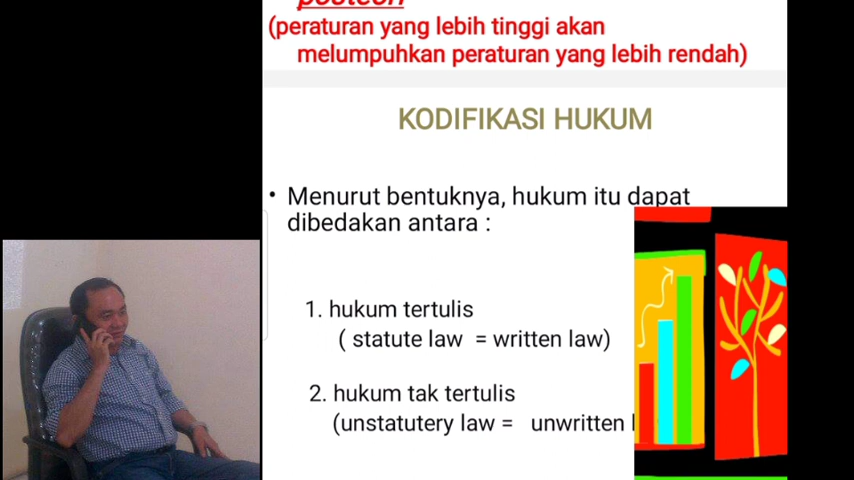 (peraturan yang lebih tinggi akan
melumpuhkan peraturan yang lebih rendah)
KODIFIKASI HUKUM
• Menurut bentuknya, hukum itu dapat
dibedakan antara :
1. hukum tertulis
( statute law = written law)
2. hukum tak tertulis
(unstatutery law = unwritten